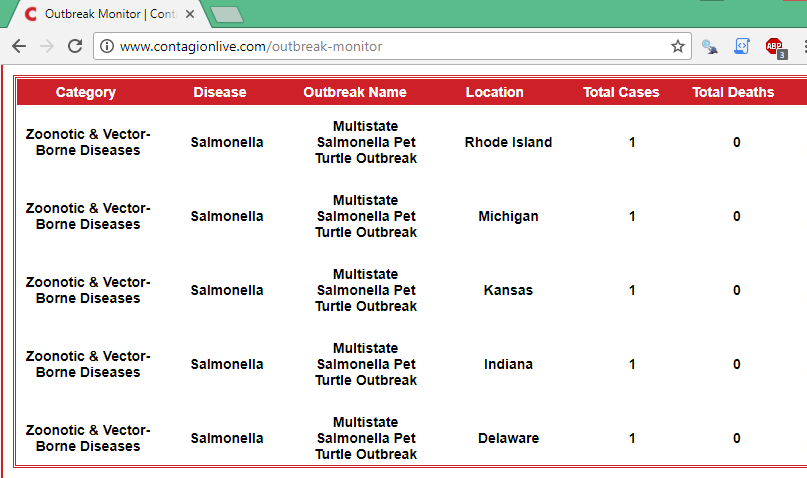 Outbreak Monitor | Cont
www.contagionlive.com/outbreak-monitor
ABP
3
Category Disease Outbreak Name Location Total Cases Total Deaths
Zoonotic & Vector-
Borne Diseases
Salmonella
Multistate
Salmonella Pet
Turtle Outbreak
Rhode Island
1
0
Zoonotic & Vector-
Borne Diseases
Salmonella
Multistate
Salmonella Pet
Turtle Outbreak
Michigan
1
0
Zoonotic & Vector-
Borne Diseases
Salmonella
Multistate
Salmonella Pet
Turtle Outbreak
Kansas
1
0
Zoonotic & Vector-
Borne Diseases
Salmonella
Multistate
Salmonella Pet
Turtle Outbreak
Indiana
1
0
Zoonotic & Vector-
Borne Diseases
Salmonella
Multistate
Salmonella Pet
Turtle Outbreak
Delaware
1
0